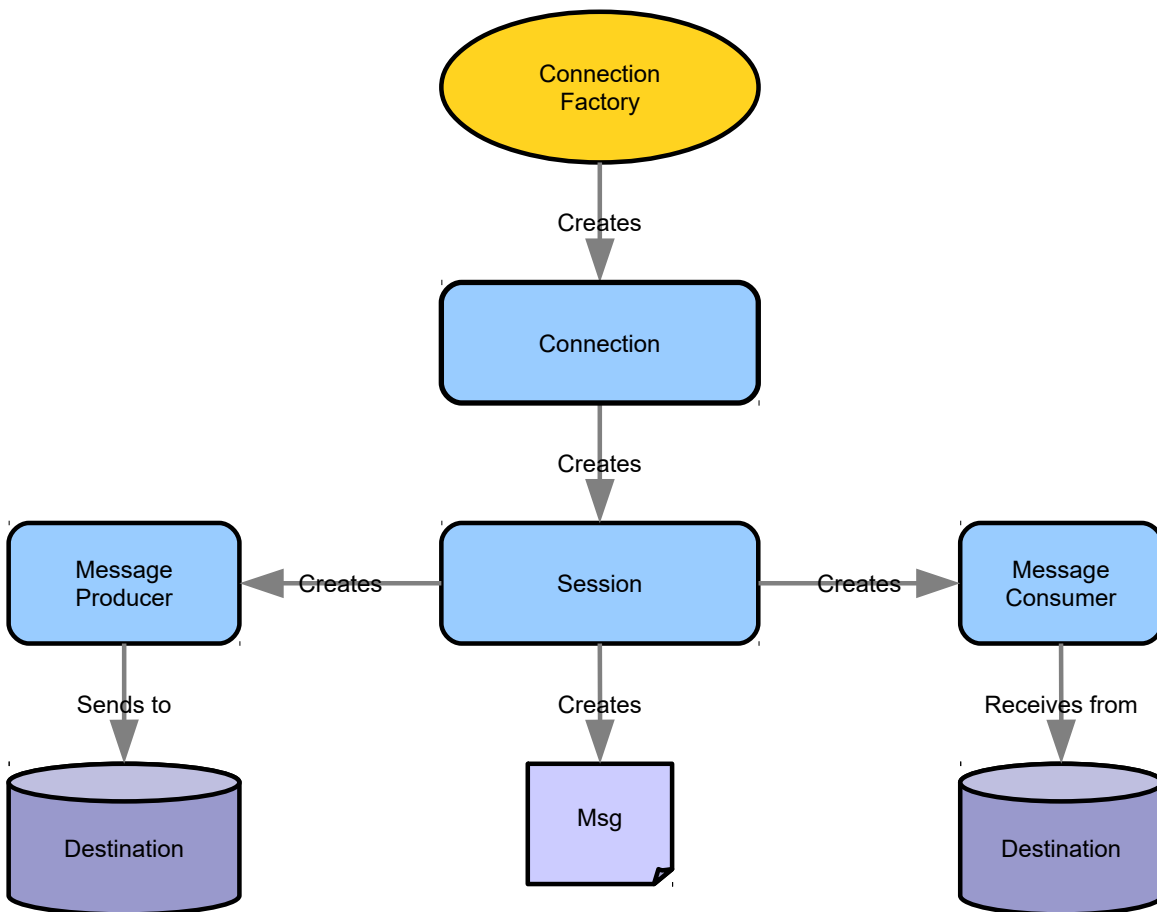 Connection
Factory
Creates
Connection
Creates
Message
Producer
Creates
Session
Creates
Message
Consumer
Sends to
Creates
Receives from
Destination
Msg
Destination